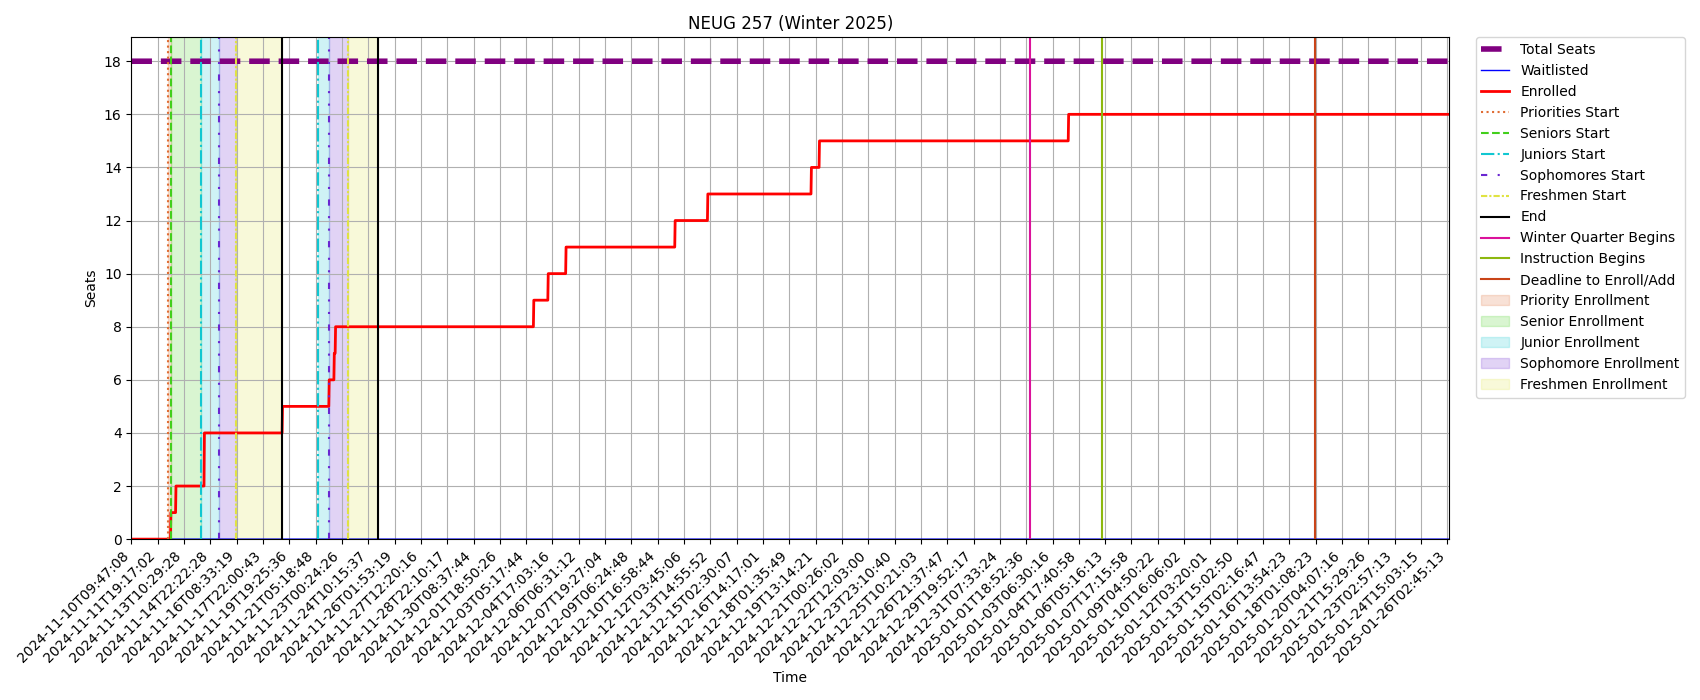 NEUG 257 (Winter 2025)
Seats
18
16
14
12
10
8
6
4
2
0
2024-11-10T09:47:08
2024-11-11T19:17:02
2024-11-13T10:29:28
2024-11-14T22:22:28
2024-11-16T08:33:19
2024-11-17T22:00:43
2024-11-19T19:25:36
2024-11-21T05:18:48
2024-11-23T00:24:26
2024-11-24T10:15:37
2024-11-26T01:53:19
2024-11-27T12:20:16
2024-11-28T22:10:17
2024-11-30T08:37:44
2024-12-01T18:50:26
2024-12-03T05:17:44
2024-12-04T17:03:16
2024-12-06T06:31:12
2024-12-07T19:27:04
2024-12-09T06:24:48
2024-12-10T16:58:44
2024-12-12T03:45:06
2024-12-13T14:55:52
2024-12-15T02:30:07
2024-12-16T14:17:01
2024-12-18T01:35:49
2024-12-19T13:14:21
2024-12-21T00:26:02
2024-12-22T12:03:00
2024-12-23T23:10:40
2024-12-25T10:21:03
2024-12-26T21:37:47
2024-12-29T19:52:17
2024-12-31T07:33:24
2025-01-01T18:52:36
2025-01-03T06:30:16
2025-01-04T17:40:58
2025-01-06T05:16:13
2025-01-07T17:15:58
2025-01-09T04:50:22
2025-01-10T16:06:02
2025-01-12T03:20:01
2025-01-13T15:02:50
2025-01-15T02:16:47
2025-01-16T13:54:23
2025-01-18T01:08:23
2025-01-20T04:07:16
2025-01-21T15:29:26
2025-01-23T02:57:13
2025-01-24T15:03:15
2025-01-26T02:45:13
Time
Total Seats
Waitlisted
Enrolled
Priorities Start
Seniors Start
Juniors Start
Sophomores Start
Freshmen Start
End
Winter Quarter Begins
Instruction Begins
Deadline to Enroll/Add
Priority Enrollment
Senior Enrollment
Junior Enrollment
Sophomore Enrollment
Freshmen Enrollment